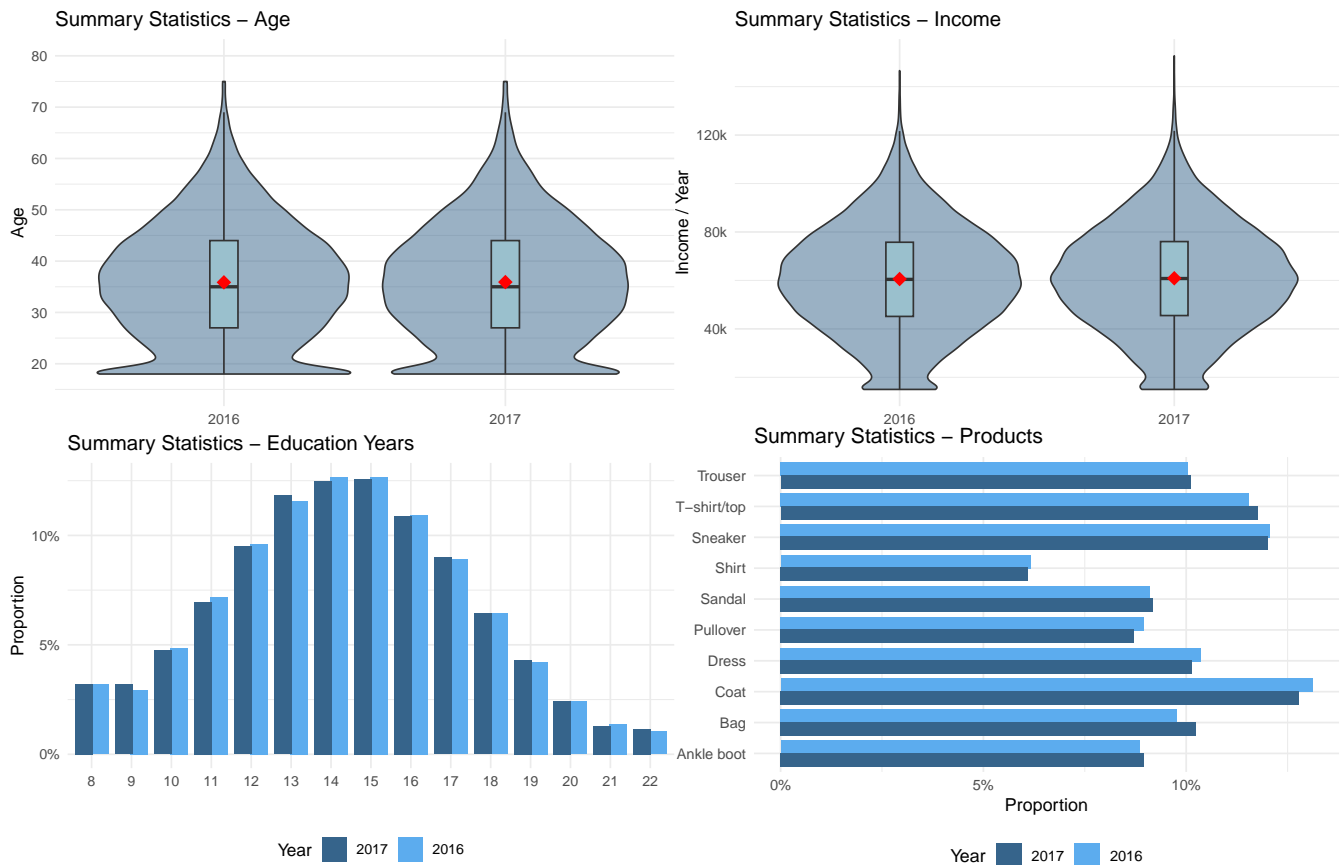 Summary Statistics – Age
80
70
60
50
40
30
20
Age
2016
2017
Summary Statistics – Income
120k
80k
40k
Income / Year
2016
2017
Summary Statistics – Education Years
10%
5%
0%
Proportion
8 9 10 11 12 13 14 15 16 17 18 19 20 21 22
Year 2017 2016
Summary Statistics – Products
Trouser
T−shirt/top
Sneaker
Shirt
Sandal
Pullover
Dress
Coat
Bag
Ankle boot
0% 5% 10%
Proportion
Year 2017 2016